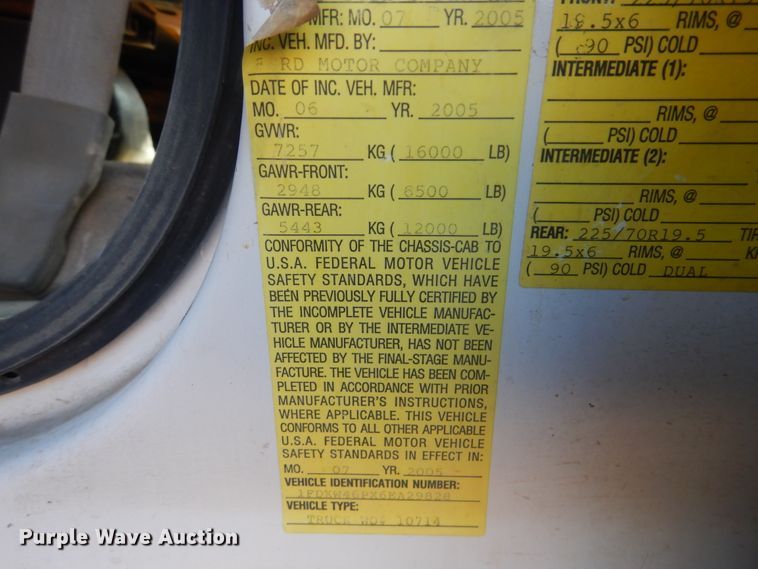 MFR: MO. 07 YR. 2005
INC. VEH. MFD. BY:
F RD MOTOR COMPANY
DATE OF INC. VEH. MFR:
MO. 06 YR. 2005
GVWR:
7257 KG ( 16000 LB)
GAWR-FRONT:
2948 KG ( 6500 LB)
GAWR-REAR:
5443 KG ( 12000 LB)
CONFORMITY OF THE CHASSIS-CAB TO
U.S.A. FEDERAL MOTOR VEHICLE
SAFETY STANDARDS, WHICH HAVE
BEEN PREVIOUSLY FULLY CERTIFIED BY
THE INCOMPLETE VEHICLE MANUFAC-
TURER OR BY THE INTERMEDIATE VE-
HICLE MANUFACTURER, HAS NOT BEEN
AFFECTED BY THE FINAL-STAGE MANU-
FACTURE. THE VEHICLE HAS BEEN COM-
PLETED IN ACCORDANCE WITH PRIOR
MANUFACTURER'S INSTRUCTIONS,
WHERE APPLICABLE. THIS VEHICLE
CONFORMS TO ALL OTHER APPLICABLE
U.S.A. FEDERAL MOTOR VEHICLE
SAFETY STANDARDS IN EFFECT IN:
MO. 07 YR. 2005
VEHICLE IDENTIFICATION NUMBER:
1FDXW46PX6EA29828
VEHICLE TYPE:
TRUCK WO# 10714
19.5x6 RIMS, @
( 90 PSI) COLD
INTERMEDIATE (1):
RIMS, @
( PSI) COLD
INTERMEDIATE (2):
RIMS, @
( PSI) COLD
REAR: 225/70R19.5 TIR
19.5x6 RIMS, @ K
( 90 PSI) COLD DUAL
Purple Wave Auction